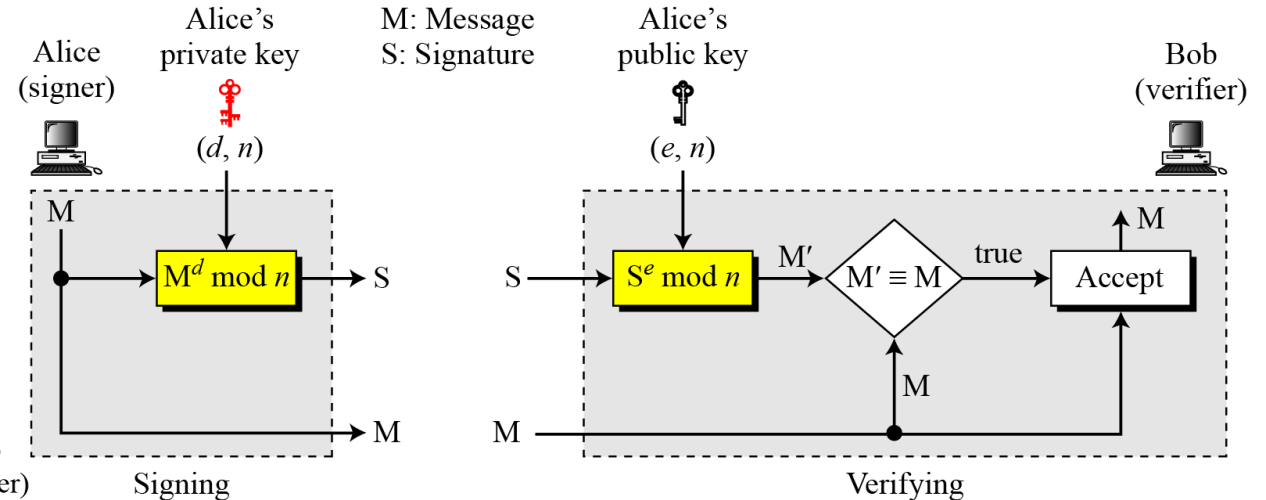 Alice
(signer)
Alice’s
private key
(d, n)
M: Message
S: Signature
Alice’s
public key
(e, n)
Bob
(verifier)
M
Mᵈ mod n
S
M
Signing
S
Sᵉ mod n
M′
M′ ≡ M
true
Accept
M
M
M
Verifying
er)